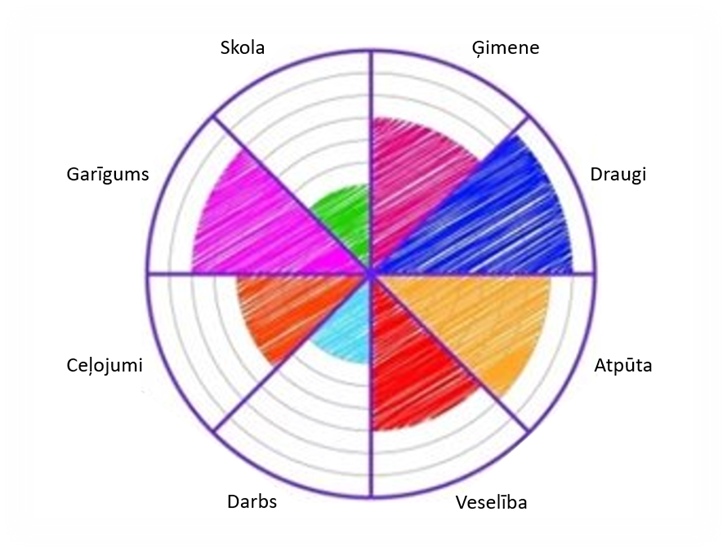 Skola
Ģimene
Garīgums
Draugi
Ceļojumi
Atpūta
Darbs
Veselība